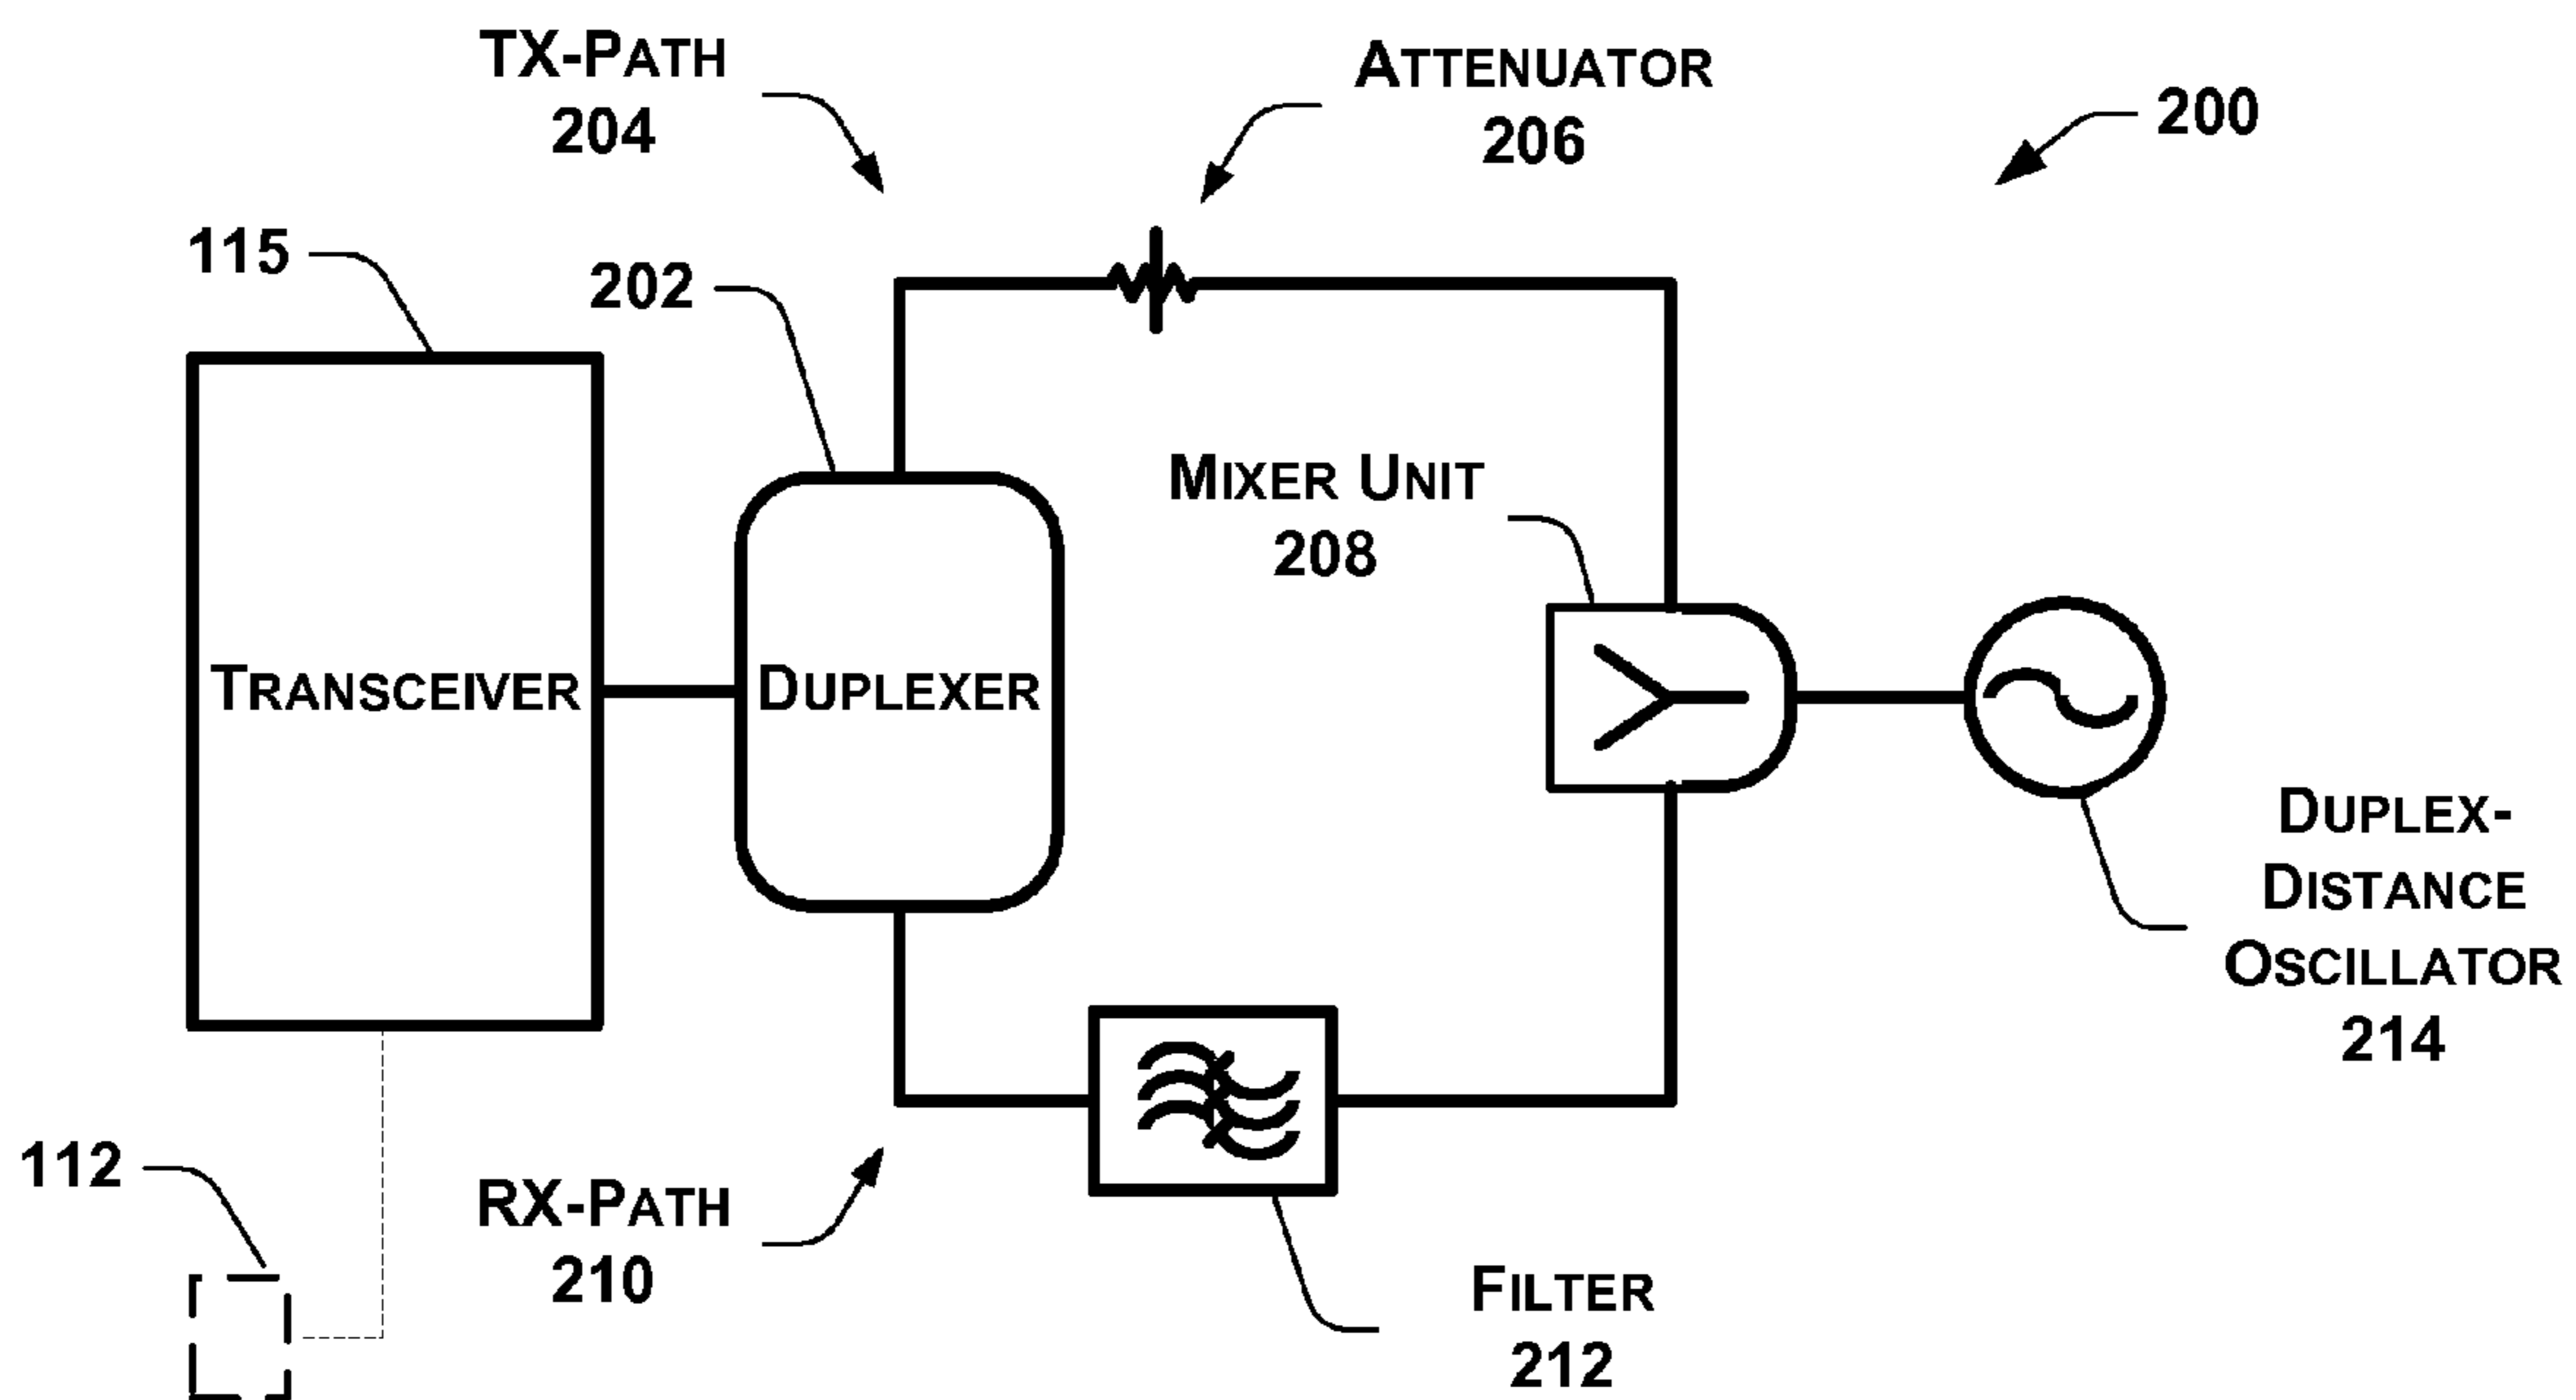 TX-PATH
204
ATTENUATOR
206
200
115
202
MIXER UNIT
208
TRANSCEIVER
DUPLEXER
DUPLEX-
DISTANCE
OSCILLATOR
214
112
RX-PATH
210
FILTER
212